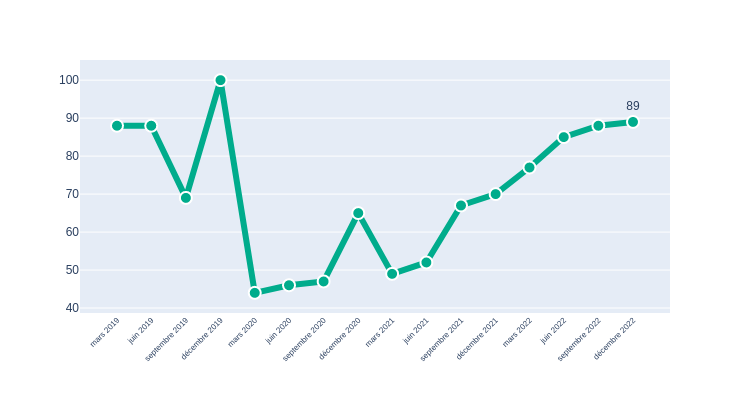 100
90
80
70
60
50
40
89
mars 2019
juin 2019
septembre 2019
décembre 2019
mars 2020
juin 2020
septembre 2020
décembre 2020
mars 2021
juin 2021
septembre 2021
décembre 2021
mars 2022
juin 2022
septembre 2022
décembre 2022